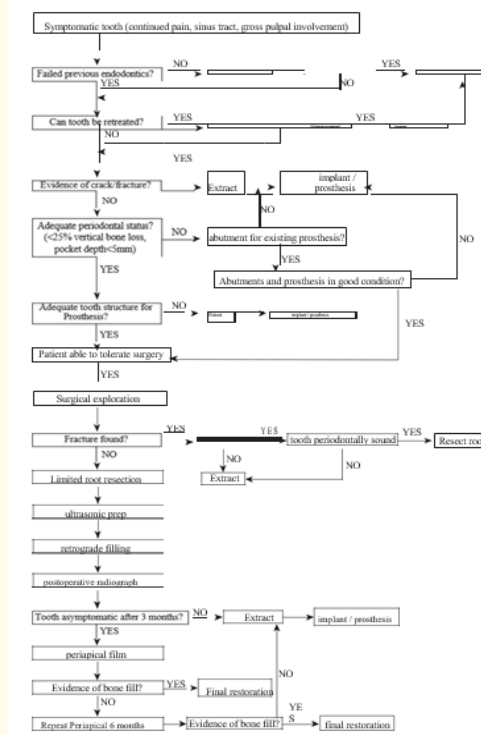 Symptomatic tooth (continued pain, sinus tract, gross pulpal involvement)
Failed previous endodontics?
NO
YES
YES
NO
Can tooth be retreated?
YES
YES
NO
YES
Evidence of crack/fracture?
Extract
implant /
prosthesis
NO
NO
Adequate periodontal status?
(<25% vertical bone loss,
pocket depth<5mm)
NO
abutment for existing prosthesis?
NO
YES
YES
Abutments and prosthesis in good condition?
Adequate tooth structure for
Prosthesis?
NO
Extract
implant / prosthesis
YES
YES
Patient able to tolerate surgery
YES
Surgical exploration
Fracture found?
YES
YES
tooth periodontally sound
YES
Resect root
NO
NO
NO
Extract
Limited root resection
ultrasonic prep
retrograde filling
postoperative radiograph
Tooth asymptomatic after 3 months?
NO
Extract
implant / prosthesis
YES
periapical film
NO
Evidence of bone fill?
YES
Final restoration
NO
YE
S
Repeat Periapical 6 months
Evidence of bone fill?
final restoration